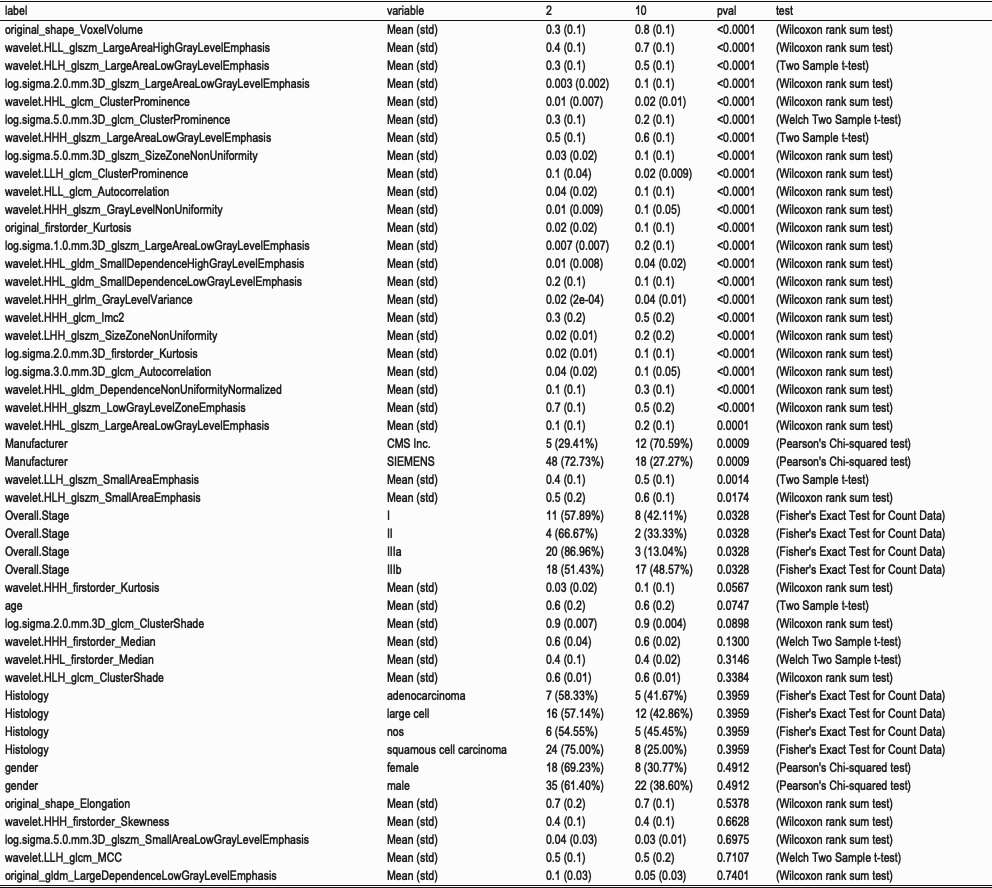 label variable 2 10 pval test
original_shape_VoxelVolume Mean (std) 0.3 (0.1) 0.8 (0.1) <0.0001 (Wilcoxon rank sum test)
wavelet.HLL_glszm_LargeAreaHighGrayLevelEmphasis Mean (std) 0.4 (0.1) 0.7 (0.1) <0.0001 (Wilcoxon rank sum test)
wavelet.HLH_glszm_LargeAreaLowGrayLevelEmphasis Mean (std) 0.3 (0.1) 0.5 (0.1) <0.0001 (Two Sample t-test)
log.sigma.2.0.mm.3D_glszm_LargeAreaLowGrayLevelEmphasis Mean (std) 0.003 (0.002) 0.1 (0.1) <0.0001 (Wilcoxon rank sum test)
wavelet.HHL_glcm_ClusterProminence Mean (std) 0.01 (0.007) 0.02 (0.01) <0.0001 (Wilcoxon rank sum test)
log.sigma.5.0.mm.3D_glcm_ClusterProminence Mean (std) 0.3 (0.1) 0.2 (0.1) <0.0001 (Welch Two Sample t-test)
wavelet.HHH_glszm_LargeAreaLowGrayLevelEmphasis Mean (std) 0.5 (0.1) 0.6 (0.1) <0.0001 (Two Sample t-test)
log.sigma.5.0.mm.3D_glszm_SizeZoneNonUniformity Mean (std) 0.03 (0.02) 0.1 (0.1) <0.0001 (Wilcoxon rank sum test)
wavelet.LLH_glcm_ClusterProminence Mean (std) 0.1 (0.04) 0.02 (0.009) <0.0001 (Wilcoxon rank sum test)
wavelet.HLL_glcm_Autocorrelation Mean (std) 0.04 (0.02) 0.1 (0.1) <0.0001 (Wilcoxon rank sum test)
wavelet.HHH_glszm_GrayLevelNonUniformity Mean (std) 0.01 (0.009) 0.1 (0.05) <0.0001 (Wilcoxon rank sum test)
original_firstorder_Kurtosis Mean (std) 0.02 (0.02) 0.1 (0.1) <0.0001 (Wilcoxon rank sum test)
log.sigma.1.0.mm.3D_glszm_LargeAreaLowGrayLevelEmphasis Mean (std) 0.007 (0.007) 0.2 (0.1) <0.0001 (Wilcoxon rank sum test)
wavelet.HHL_gldm_SmallDependenceHighGrayLevelEmphasis Mean (std) 0.01 (0.008) 0.04 (0.02) <0.0001 (Wilcoxon rank sum test)
wavelet.HHL_gldm_SmallDependenceLowGrayLevelEmphasis Mean (std) 0.2 (0.1) 0.1 (0.1) <0.0001 (Wilcoxon rank sum test)
wavelet.HHH_glrlm_GrayLevelVariance Mean (std) 0.02 (2e-04) 0.04 (0.01) <0.0001 (Wilcoxon rank sum test)
wavelet.HHH_glcm_Imc2 Mean (std) 0.3 (0.2) 0.5 (0.2) <0.0001 (Wilcoxon rank sum test)
wavelet.LHH_glszm_SizeZoneNonUniformity Mean (std) 0.02 (0.01) 0.2 (0.2) <0.0001 (Wilcoxon rank sum test)
log.sigma.2.0.mm.3D_firstorder_Kurtosis Mean (std) 0.02 (0.01) 0.1 (0.1) <0.0001 (Wilcoxon rank sum test)
log.sigma.3.0.mm.3D_glcm_Autocorrelation Mean (std) 0.04 (0.02) 0.1 (0.05) <0.0001 (Wilcoxon rank sum test)
wavelet.HHL_gldm_DependenceNonUniformityNormalized Mean (std) 0.1 (0.1) 0.3 (0.1) <0.0001 (Wilcoxon rank sum test)
wavelet.HHH_glszm_LowGrayLevelZoneEmphasis Mean (std) 0.7 (0.1) 0.5 (0.2) <0.0001 (Wilcoxon rank sum test)
wavelet.HHL_glszm_LargeAreaLowGrayLevelEmphasis Mean (std) 0.1 (0.1) 0.2 (0.1) 0.0001 (Wilcoxon rank sum test)
Manufacturer CMS Inc. 5 (29.41%) 12 (70.59%) 0.0009 (Pearson's Chi-squared test)
Manufacturer SIEMENS 48 (72.73%) 18 (27.27%) 0.0009 (Pearson's Chi-squared test)
wavelet.LLH_glszm_SmallAreaEmphasis Mean (std) 0.4 (0.1) 0.5 (0.1) 0.0014 (Two Sample t-test)
wavelet.HLH_glszm_SmallAreaEmphasis Mean (std) 0.5 (0.2) 0.6 (0.1) 0.0174 (Wilcoxon rank sum test)
Overall.Stage I 11 (57.89%) 8 (42.11%) 0.0328 (Fisher's Exact Test for Count Data)
Overall.Stage II 4 (66.67%) 2 (33.33%) 0.0328 (Fisher's Exact Test for Count Data)
Overall.Stage IIIa 20 (86.96%) 3 (13.04%) 0.0328 (Fisher's Exact Test for Count Data)
Overall.Stage IIIb 18 (51.43%) 17 (48.57%) 0.0328 (Fisher's Exact Test for Count Data)
wavelet.HHH_firstorder_Kurtosis Mean (std) 0.03 (0.02) 0.1 (0.1) 0.0567 (Wilcoxon rank sum test)
age Mean (std) 0.6 (0.2) 0.6 (0.2) 0.0747 (Two Sample t-test)
log.sigma.2.0.mm.3D_glcm_ClusterShade Mean (std) 0.9 (0.007) 0.9 (0.004) 0.0898 (Wilcoxon rank sum test)
wavelet.HHH_firstorder_Median Mean (std) 0.6 (0.04) 0.6 (0.02) 0.1300 (Welch Two Sample t-test)
wavelet.HHL_firstorder_Median Mean (std) 0.4 (0.1) 0.4 (0.02) 0.3146 (Welch Two Sample t-test)
wavelet.HLH_glcm_ClusterShade Mean (std) 0.6 (0.01) 0.6 (0.01) 0.3384 (Wilcoxon rank sum test)
Histology adenocarcinoma 7 (58.33%) 5 (41.67%) 0.3959 (Fisher's Exact Test for Count Data)
Histology large cell 16 (57.14%) 12 (42.86%) 0.3959 (Fisher's Exact Test for Count Data)
Histology nos 6 (54.55%) 5 (45.45%) 0.3959 (Fisher's Exact Test for Count Data)
Histology squamous cell carcinoma 24 (75.00%) 8 (25.00%) 0.3959 (Fisher's Exact Test for Count Data)
gender female 18 (69.23%) 8 (30.77%) 0.4912 (Pearson's Chi-squared test)
gender male 35 (61.40%) 22 (38.60%) 0.4912 (Pearson's Chi-squared test)
original_shape_Elongation Mean (std) 0.7 (0.2) 0.7 (0.1) 0.5378 (Wilcoxon rank sum test)
wavelet.HHH_firstorder_Skewness Mean (std) 0.4 (0.1) 0.4 (0.1) 0.6628 (Wilcoxon rank sum test)
log.sigma.5.0.mm.3D_glszm_SmallAreaLowGrayLevelEmphasis Mean (std) 0.04 (0.03) 0.03 (0.01) 0.6975 (Wilcoxon rank sum test)
wavelet.LLH_glcm_MCC Mean (std) 0.5 (0.1) 0.5 (0.2) 0.7107 (Welch Two Sample t-test)
original_gldm_LargeDependenceLowGrayLevelEmphasis Mean (std) 0.1 (0.03) 0.05 (0.03) 0.7401 (Wilcoxon rank sum test)